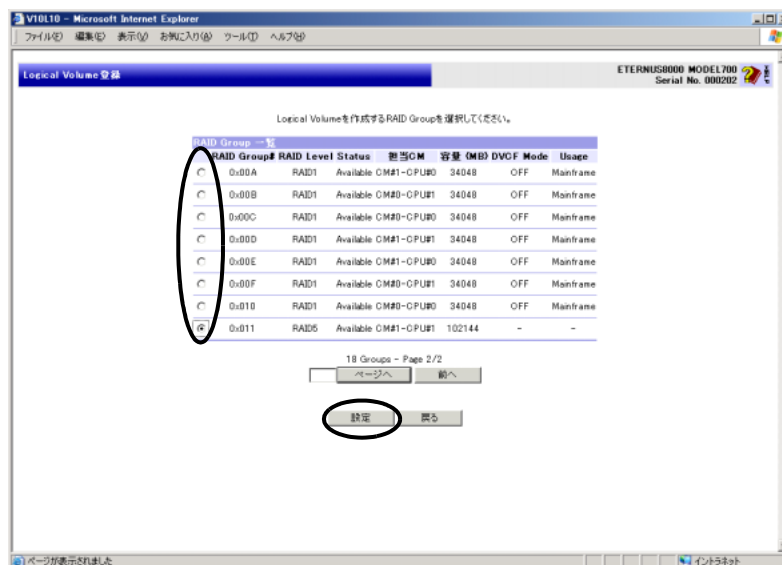 V10L10 - Microsoft Internet Explorer
ファイル(F) 編集(E) 表示(V) お気に入り(A) ツール(T) ヘルプ(H)
Logical Volume登録
ETERNUS8000 MODEL700
Serial No. 000202
Logical Volumeを作成するRAID Groupを選択してください。
RAID Group 一覧
RAID Group# RAID Level Status 担当CM 容量 (MB) DVCF Mode Usage
0x00A RAID1 Available CM#1-CPU#0 34048 OFF Mainframe
0x00B RAID1 Available CM#0-CPU#1 34048 OFF Mainframe
0x00C RAID1 Available CM#0-CPU#0 34048 OFF Mainframe
0x00D RAID1 Available CM#1-CPU#1 34048 OFF Mainframe
0x00E RAID1 Available CM#1-CPU#0 34048 OFF Mainframe
0x00F RAID1 Available CM#0-CPU#1 34048 OFF Mainframe
0x010 RAID1 Available CM#0-CPU#0 34048 OFF Mainframe
0x011 RAID5 Available CM#1-CPU#1 102144 - -
18 Groups - Page 2/2
ページへ 前へ
設定 戻る
ページが表示されました イントラネット